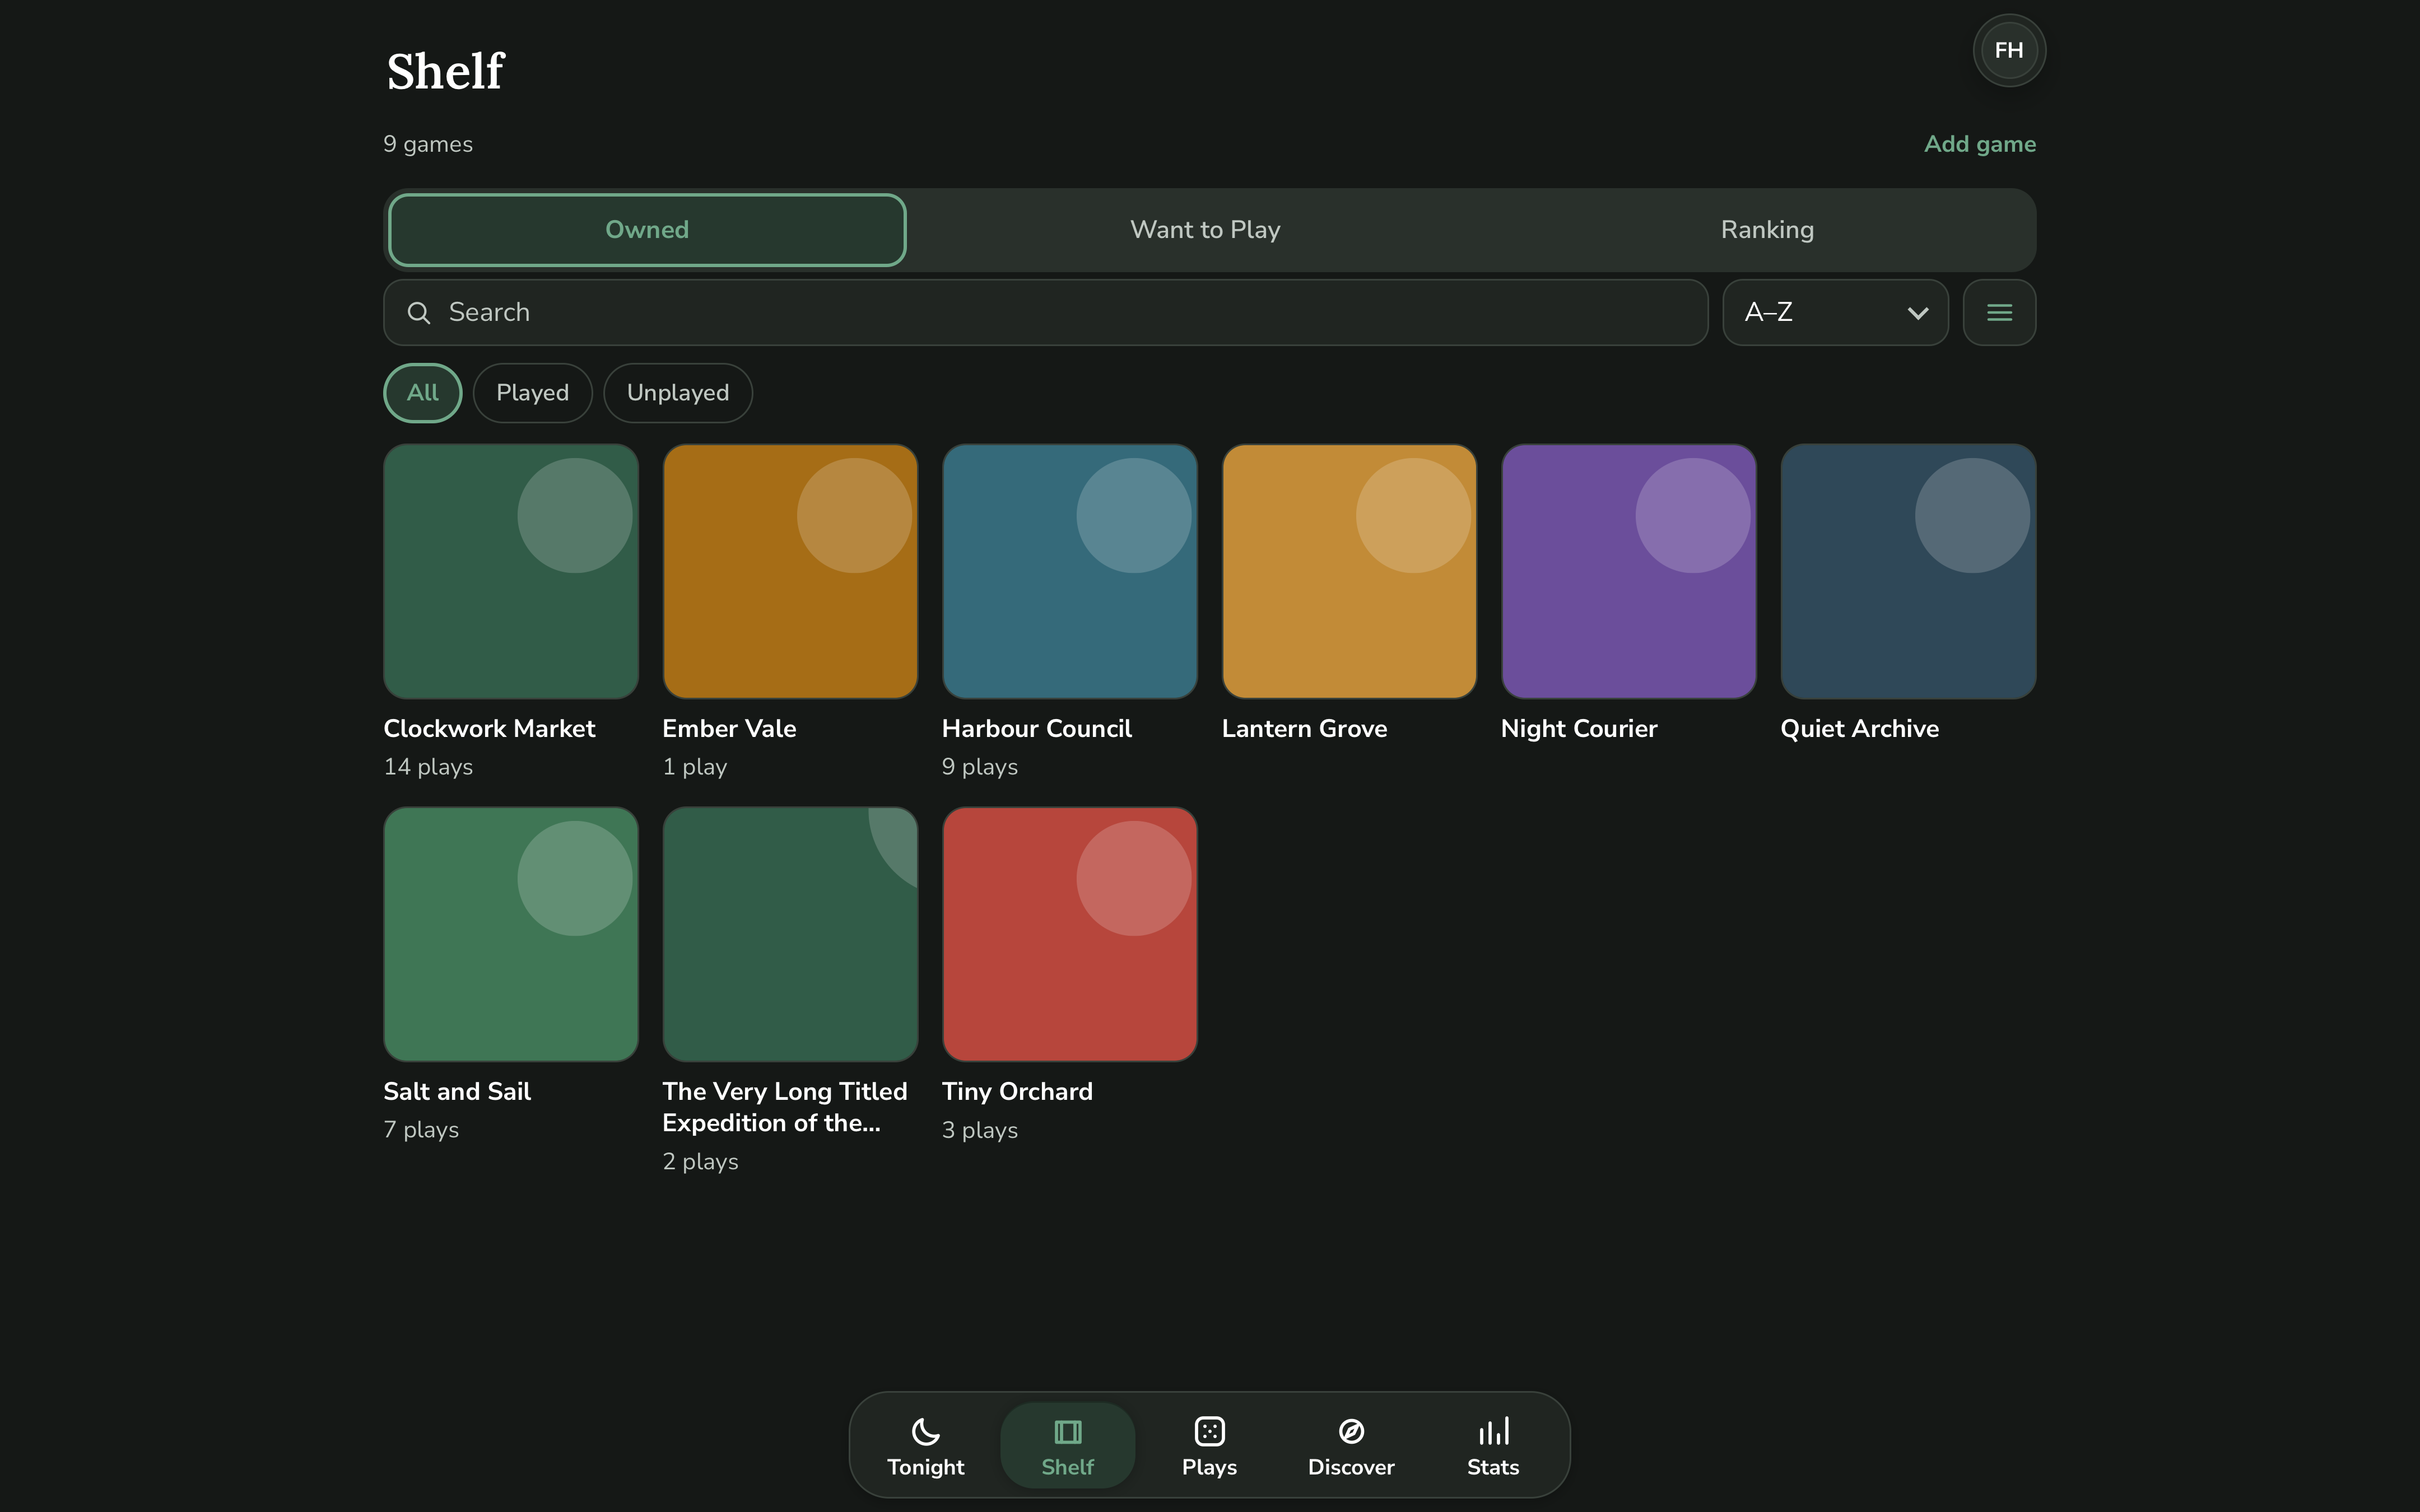 Shelf
FH
9 games
Add game
Owned
Want to Play
Ranking
Search
A–Z
All
Played
Unplayed
Clockwork Market
14 plays
Ember Vale
1 play
Harbour Council
9 plays
Lantern Grove
Night Courier
Quiet Archive
Salt and Sail
7 plays
The Very Long Titled
Expedition of the...
2 plays
Tiny Orchard
3 plays
Tonight
Shelf
Plays
Discover
Stats